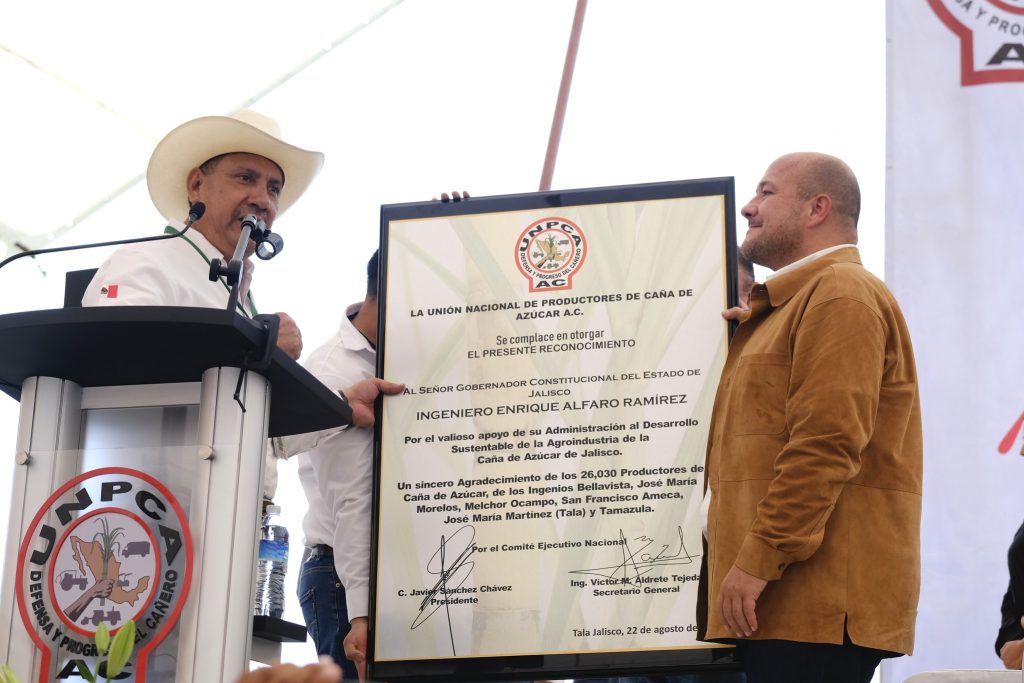 UNPCA
DEFENSA Y PROGRESO DEL CAÑERO
AC
LA UNIÓN NACIONAL DE PRODUCTORES DE CAÑA DE
AZÚCAR A.C.
Se complace en otorgar
EL PRESENTE RECONOCIMIENTO
AL SEÑOR GOBERNADOR CONSTITUCIONAL DEL ESTADO DE
JALISCO
INGENIERO ENRIQUE ALFARO RAMÍREZ
Por el valioso apoyo de su Administración al Desarrollo
Sustentable de la Agroindustria de la
Caña de Azúcar de Jalisco.
Un sincero Agradecimiento de los 26,030 Productores de
Caña de Azúcar, de los Ingenios Bellavista, José María
Morelos, Melchor Ocampo, San Francisco Ameca,
José María Martínez (Tala) y Tamazula.
Por el Comité Ejecutivo Nacional
C. Javier Sánchez Chávez
Presidente
Ing. Víctor M. Aldrete Tejeda
Secretario General
Tala Jalisco, 22 de agosto de
UNPCA
DEFENSA Y PROGRESO DEL CAÑERO
AC
Y PROG
A